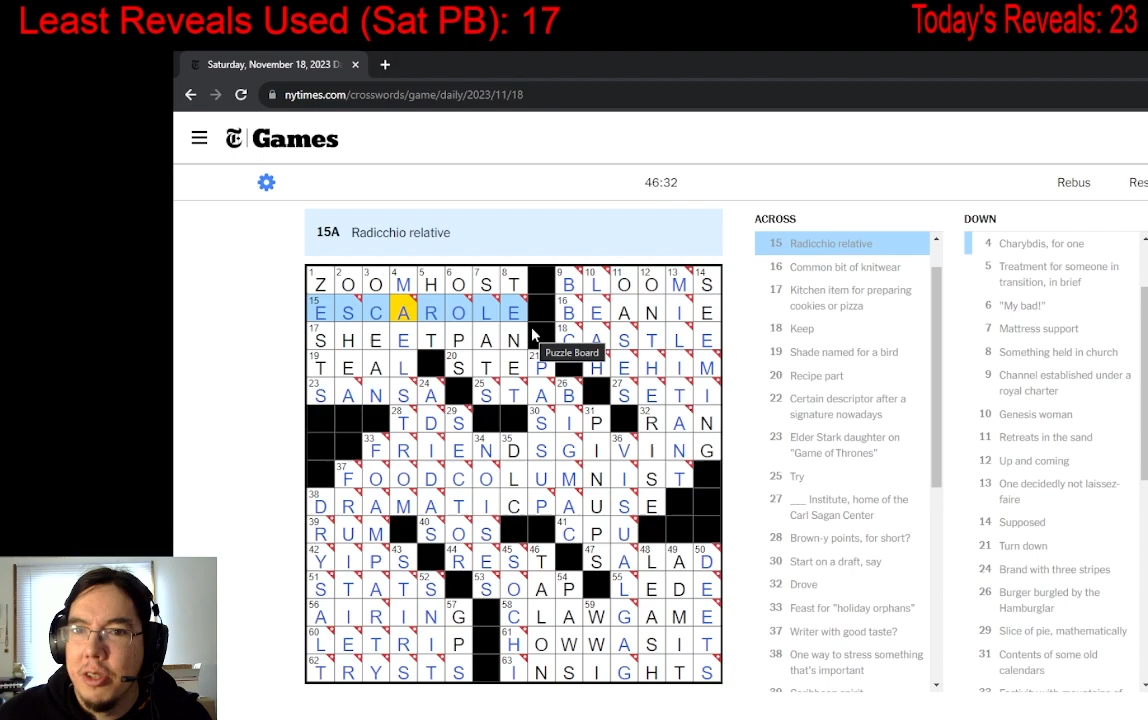 Least Reveals Used (Sat PB): 17
Today's Reveals: 23
Saturday, November 18, 2023 D
nytimes.com/crosswords/game/daily/2023/11/18
Games
46:32
Rebus
Res
15A Radicchio relative
ACROSS
15 Radicchio relative
16 Common bit of knitwear
17 Kitchen item for preparing
cookies or pizza
18 Keep
19 Shade named for a bird
20 Recipe part
22 Certain descriptor after a
signature nowadays
23 Elder Stark daughter on
"Game of Thrones"
25 Try
27 ___ Institute, home of the
Carl Sagan Center
28 Brown-y points, for short?
30 Start on a draft, say
32 Drove
33 Feast for "holiday orphans"
37 Writer with good taste?
38 One way to stress something
that's important
39 Caribbean spirit
DOWN
4 Charybdis, for one
5 Treatment for someone in
transition, in brief
6 "My bad!"
7 Mattress support
8 Something held in church
9 Channel established under a
royal charter
10 Genesis woman
11 Retreats in the sand
12 Up and coming
13 One decidedly not laissez-
faire
14 Supposed
21 Turn down
24 Brand with three stripes
26 Burger burgled by the
Hamburglar
29 Slice of pie, mathematically
31 Contents of some old
calendars
ZOOMHOST BLOOMS
ESCAROLE BEANIE
SHEETPAN CASTLE
TEAL STEP HEHIM
SANSA STAB SETI
TDS SIP RAN
FRIENDSGIVING
FOODCOLUMNIST
DRAMATICPAUSE
RUM SOS CPU
YIPS REST SALAD
STATS SOAP LEDE
AIRING CLAWGAME
LETRIP HOWWASIT
TRYSTS INSIGHTS
Puzzle Board